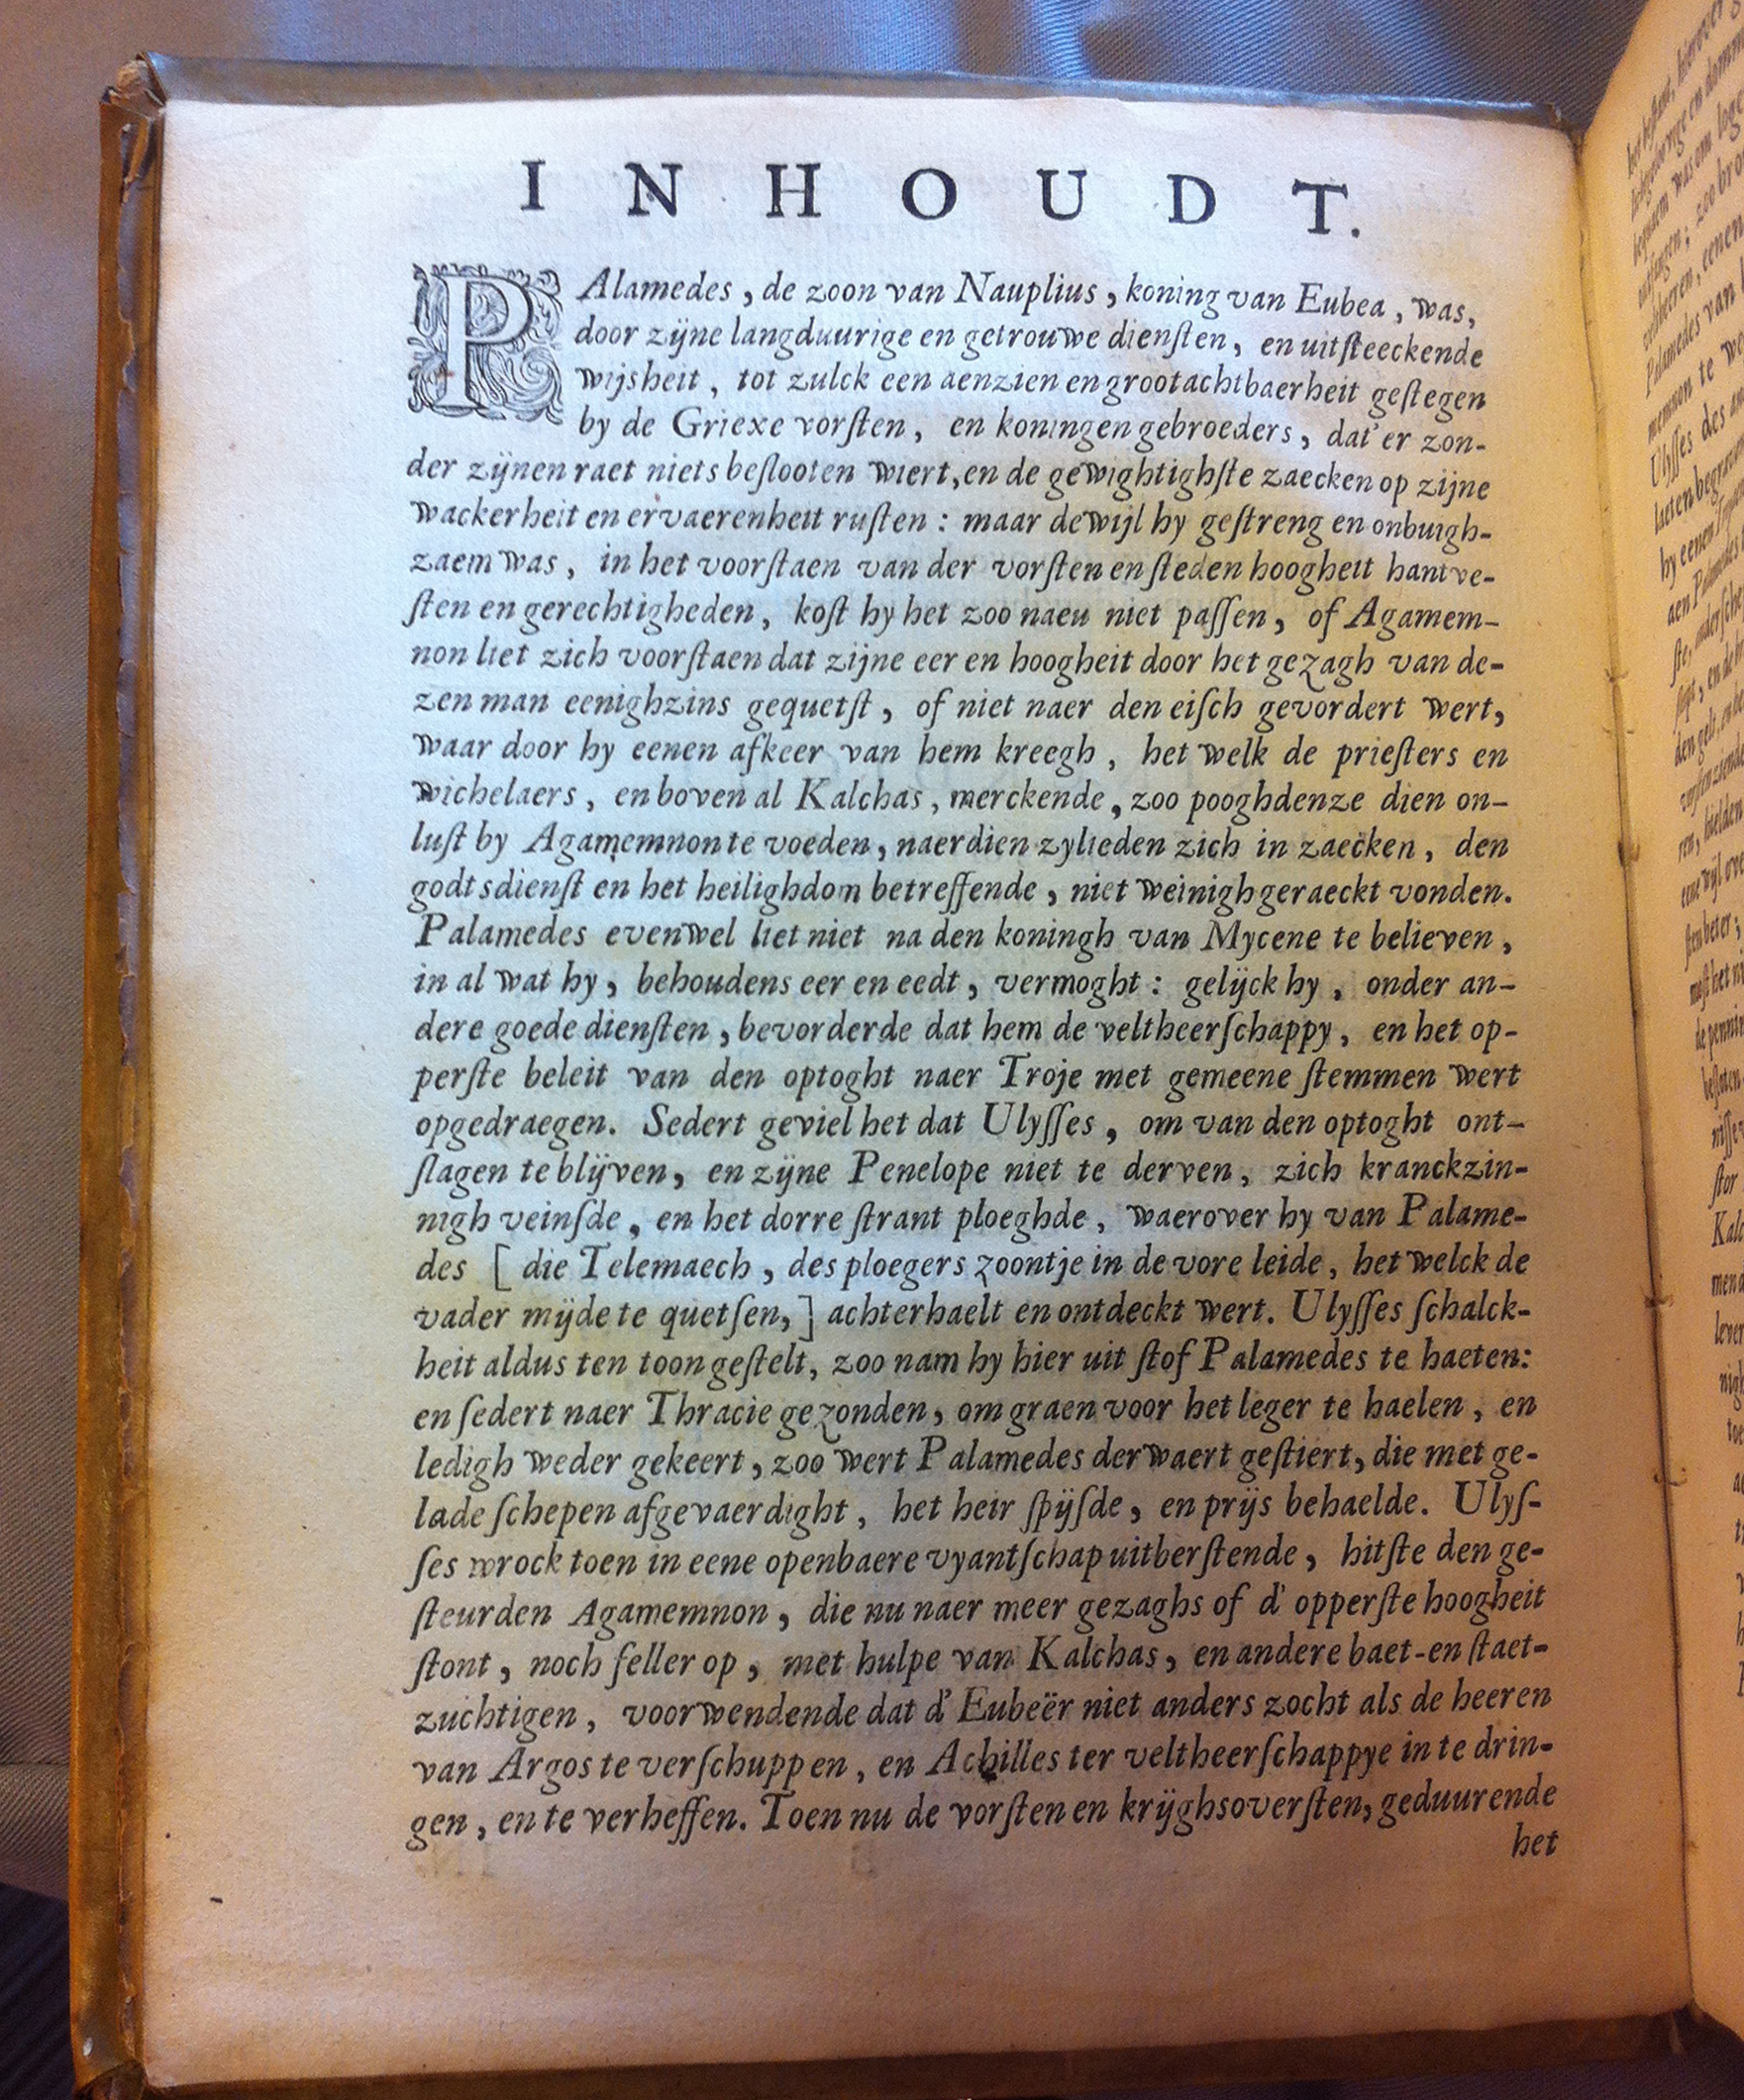 INHOUDT.
PAlamedes, de zoon van Nauplius, koning van Eubea, was,
door zijne langduurige en getrouwe diensten, en uitsteeckende
wijsheit, tot zulck een aenzien en grootachtbaerheit gestegen
by de Griexe vorsten, en koningen gebroeders, dat'er zon-
der zijnen raet niets beslooten wiert, en de gewightighste zaecken op zijne
wackerheit en ervaerenheit rusten: maar dewijl hy gestreng en onbuigh-
zaem was, in het voorstaen van der vorsten en steden hoogheit hantve-
sten en gerechtigheden, kost hy het zoo naeu niet passen, of Agamem-
non liet zich voorstaen dat zijne eer en hoogheit door het gezagh van de-
zen man eenighzins gequetst, of niet naer den eisch gevordert wert,
waar door hy eenen afkeer van hem kreegh, het welk de priesters en
wichelaers, en boven al Kalchas, merckende, zoo pooghdenze dien on-
lust by Agamemnon te voeden, naerdien zylieden zich in zaecken, den
godtsdienst en het heilighdom betreffende, niet weinigh geraeckt vonden.
Palamedes evenwel liet niet na den koningh van Mycene te believen,
in al wat hy, behoudens eer en eedt, vermoght: gelijck hy, onder an-
dere goede diensten, bevorderde dat hem de veltheerschappy, en het op-
perste beleit van den optoght naer Troje met gemeene stemmen wert
opgedraegen. Sedert geviel het dat Ulysses, om van den optoght ont-
slagen te blijven, en zijne Penelope niet te derven, zich kranckzin-
nigh veinsde, en het dorre strant ploeghde, waerover hy van Palame-
des [ die Telemaech, des ploegers zoontje in de vore leide, het welck de
vader mijde te quetsen, ] achterhaelt en ontdeckt wert. Ulysses schalck-
heit aldus ten toon gestelt, zoo nam hy hier uit stof Palamedes te haeten:
en sedert naer Thracie gezonden, om graen voor het leger te haelen, en
ledigh weder gekeert, zoo wert Palamedes derwaert gestiert, die met ge-
lade schepen afgevaerdight, het heir spijsde, en prijs behaelde. Ulys-
ses wrock toen in eene openbaere vyantschap uitberstende, hitste den ge-
steurden Agamemnon, die nu naer meer gezaghs of d' opperste hoogheit
stont, noch feller op, met hulpe van Kalchas, en andere baet-en staet-
zuchtigen, voorwendende dat d' Eubeër niet anders zocht als de heeren
van Argos te verschuppen, en Achilles ter veltheerschappye in te drin-
gen, en te verheffen. Toen nu de vorsten en krijghsoversten, geduurende
het